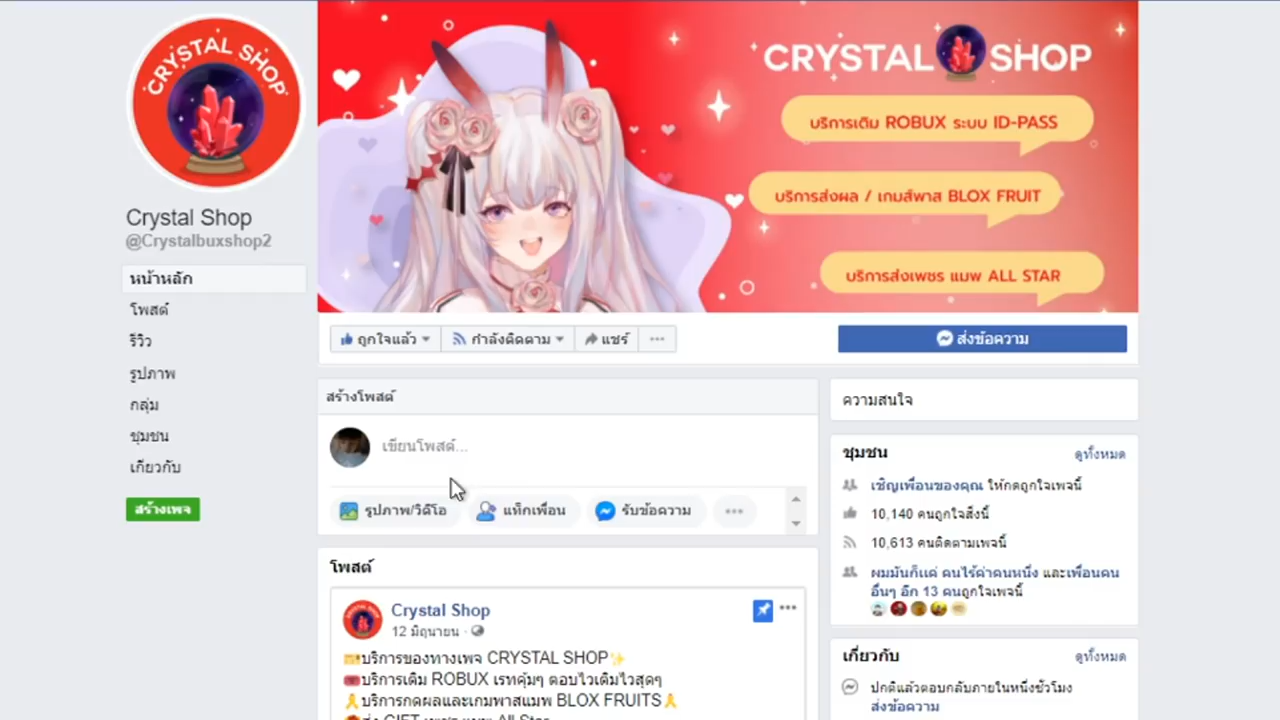 CRYSTAL SHOP
CRYSTAL SHOP
บริการเติม ROBUX ระบบ ID-PASS
บริการส่งผล / เกมส์พาส BLOX FRUIT
บริการส่งเพชร แมพ ALL STAR
Crystal Shop
@Crystalbuxshop2
หน้าหลัก
โพสต์
รีวิว
รูปภาพ
กลุ่ม
ชุมชน
เกี่ยวกับ
สร้างเพจ
ถูกใจแล้ว
กำลังติดตาม
แชร์
ส่งข้อความ
สร้างโพสต์
เขียนโพสต์...
รูปภาพ/วิดีโอ
แท็กเพื่อน
รับข้อความ
โพสต์
Crystal Shop
12 มิถุนายน ·
บริการของทางเพจ CRYSTAL SHOP
บริการเติม ROBUX เรทคุ้มๆ ตอบไวเติมไวสุดๆ
บริการกดผลและเกมพาสแมพ BLOX FRUITS
ส่ง GIFT เพชร แมพ All Star
ความสนใจ
ชุมชน
ดูทั้งหมด
เชิญเพื่อนของคุณ ให้กดถูกใจเพจนี้
10,140 คนถูกใจสิ่งนี้
10,613 คนติดตามเพจนี้
ผมมันก็แค่ คนไร้ค่าคนหนึ่ง และเพื่อนคน
อื่นๆ อีก 13 คนถูกใจเพจนี้
เกี่ยวกับ
ดูทั้งหมด
ปกติแล้วตอบกลับภายในหนึ่งชั่วโมง
ส่งข้อความ